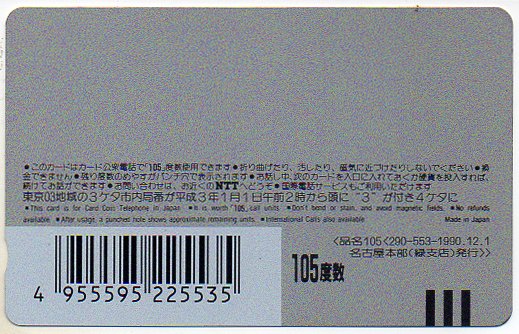 ●このカードはカード公衆電話で「105」度数使用できます●折り曲げたり、汚したり、磁気に近づけたりしないでください●換
金できません●残り度数のめやすがパンチ穴で表示されます●お話し中、次のカードを入口に入れておくか硬貨を投入すれば、
続けてお話ができます●お問い合わせは、お近くのNTTへどうぞ●国際電話サービスもご利用いただけます
東京03地域の3ケタ市内局番が平成3年1月1日午前2時から頭に“3”が付き4ケタに
●This card is for Card Coin Telephone in Japan ●It is worth "105" call units ●Don't bend or stain, and avoid magnetic fields. ●No refunds
available. ●After usage, a punched hole shows approximate remaining units. ●International Calls also available. Made in Japan
〈品名105〈290-553-1990.12.1
名古屋本部(緑支店)発行〉〉
105度数
4 955595 225535